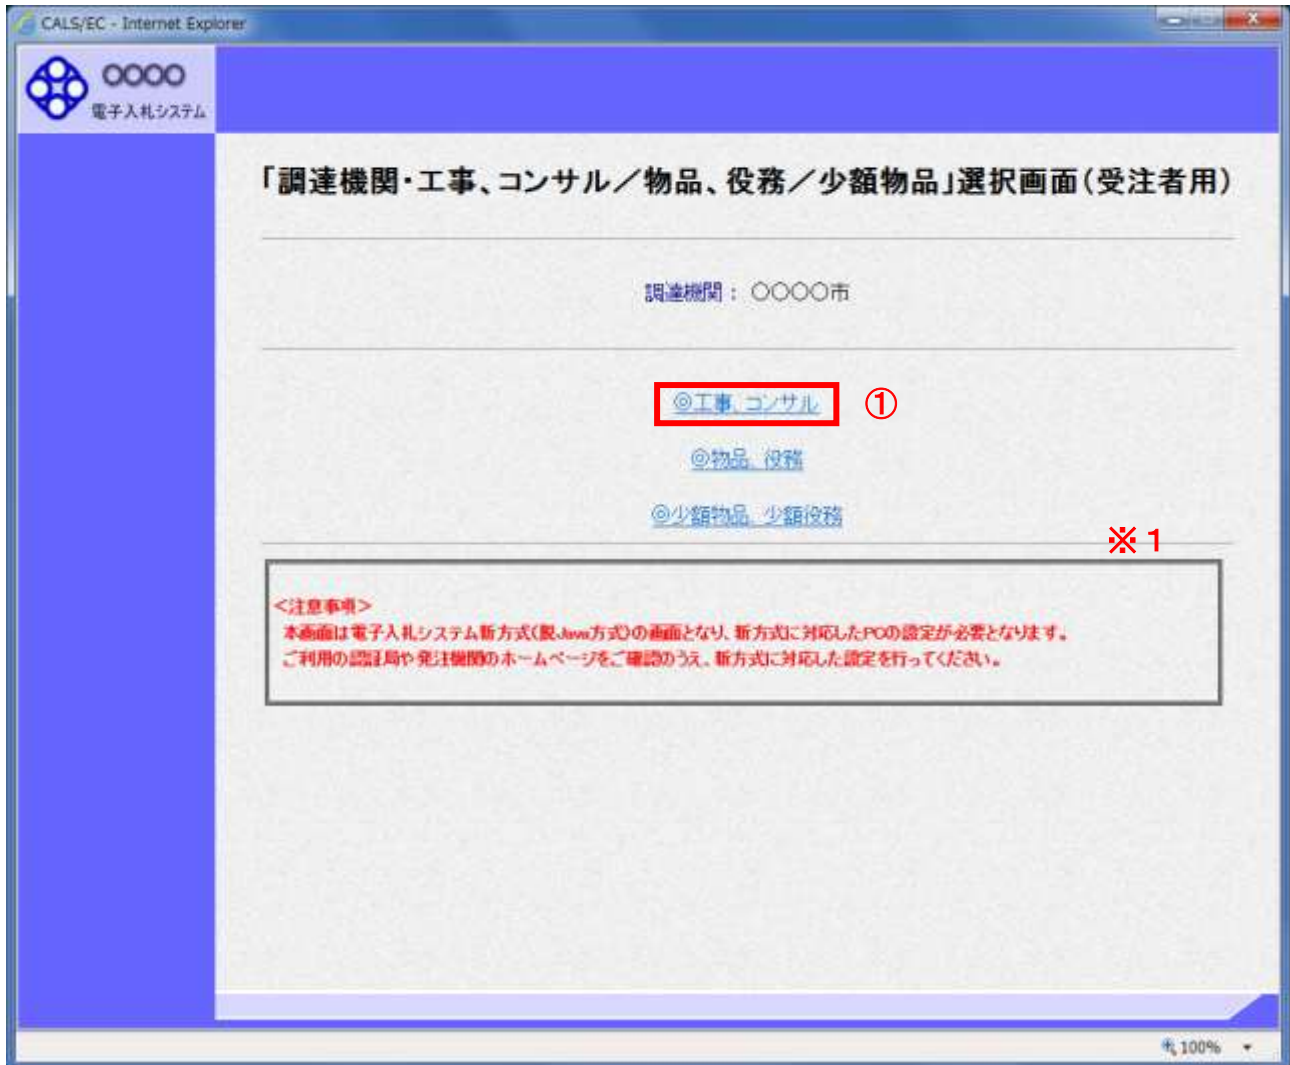 CALS/EC - Internet Explorer
〇〇〇〇
電子入札システム
「調達機関・工事、コンサル／物品、役務／少額物品」選択画面(受注者用)
調達機関： 〇〇〇〇市
◎工事、コンサル ①
◎物品、役務
◎少額物品、少額役務
※１
＜注意事項＞
本画面は電子入札システム新方式(脱Java方式)の画面となり、新方式に対応したPCの設定が必要となります。
ご利用の認証局や発注機関のホームページをご確認のうえ、新方式に対応した設定を行ってください。
100%